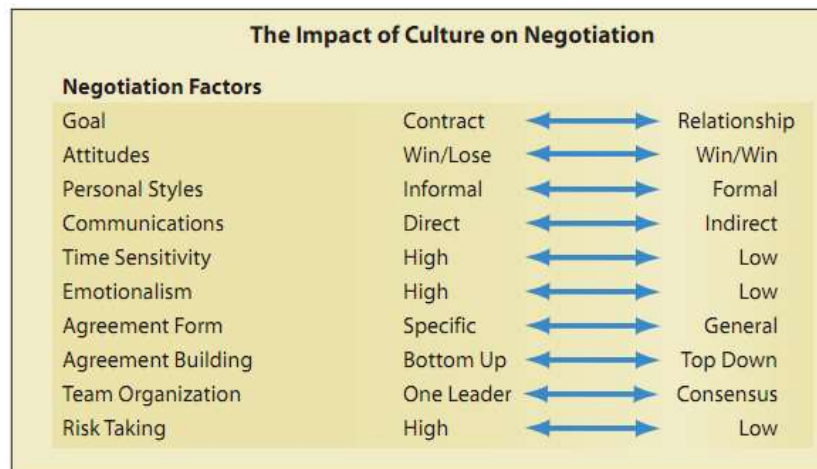 The Impact of Culture on Negotiation
Negotiation Factors
Goal Contract Relationship
Attitudes Win/Lose Win/Win
Personal Styles Informal Formal
Communications Direct Indirect
Time Sensitivity High Low
Emotionalism High Low
Agreement Form Specific General
Agreement Building Bottom Up Top Down
Team Organization One Leader Consensus
Risk Taking High Low